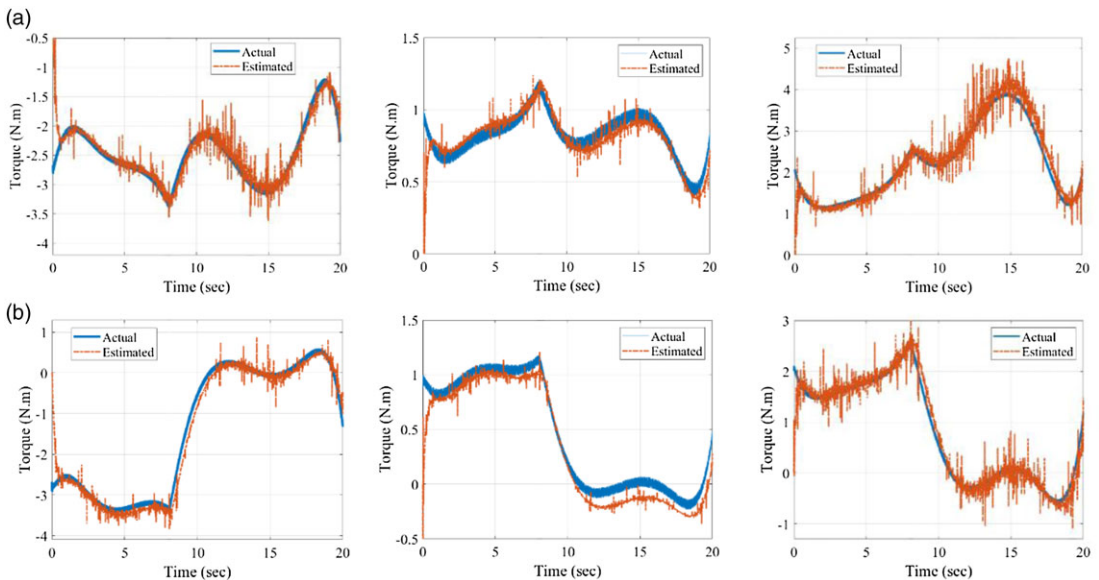 (a)
Torque (N.m)
-0.5
-1
-1.5
-2
-2.5
-3
-3.5
-4
0 5 10 15 20
Time (sec)
Actual
Estimated
Torque (N.m)
1.5
1
0.5
0
0 5 10 15 20
Time (sec)
Actual
Estimated
Torque (N.m)
5
4
3
2
1
0
0 5 10 15 20
Time (sec)
Actual
Estimated
(b)
Torque (N.m)
1
0
-1
-2
-3
-4
0 5 10 15 20
Time (sec)
Actual
Estimated
Torque (N.m)
1.5
1
0.5
0
-0.5
0 5 10 15 20
Time (sec)
Actual
Estimated
Torque (N.m)
3
2
1
0
-1
0 5 10 15 20
Time (sec)
Actual
Estimated